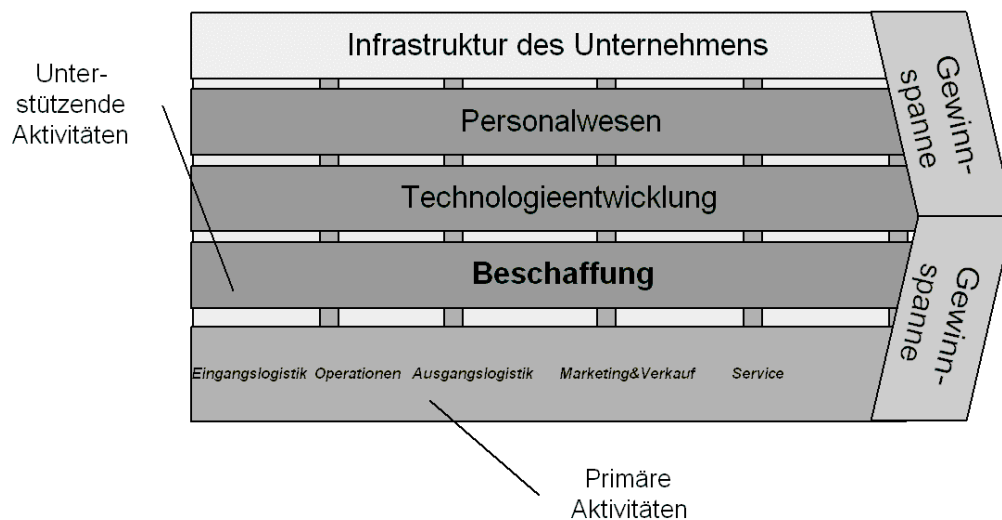 Infrastruktur des Unternehmens
Unter-
stützende
Aktivitäten
Personalwesen
Technologieentwicklung
Beschaffung
Eingangslogistik Operationen Ausgangslogistik Marketing&Verkauf Service
Gewinn-
spanne
Gewinn-
spanne
Primäre
Aktivitäten